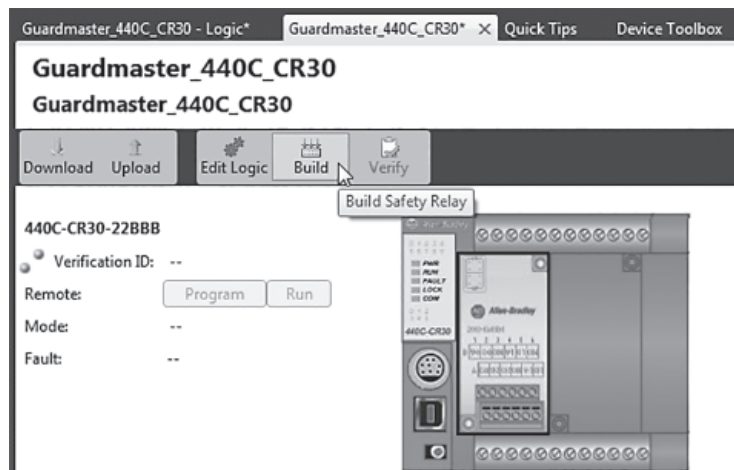 Guardmaster_440C_CR30 - Logic*
Guardmaster_440C_CR30* ×
Quick Tips
Device Toolbox
Guardmaster_440C_CR30
Guardmaster_440C_CR30
Download
Upload
Edit Logic
Build
Verify
Build Safety Relay
440C-CR30-22BBB
Verification ID: --
Remote:
Program
Run
Mode: --
Fault: --
PWR
RUN
FAULT
LOCK
COM
440C-CR30
Allen-Bradley